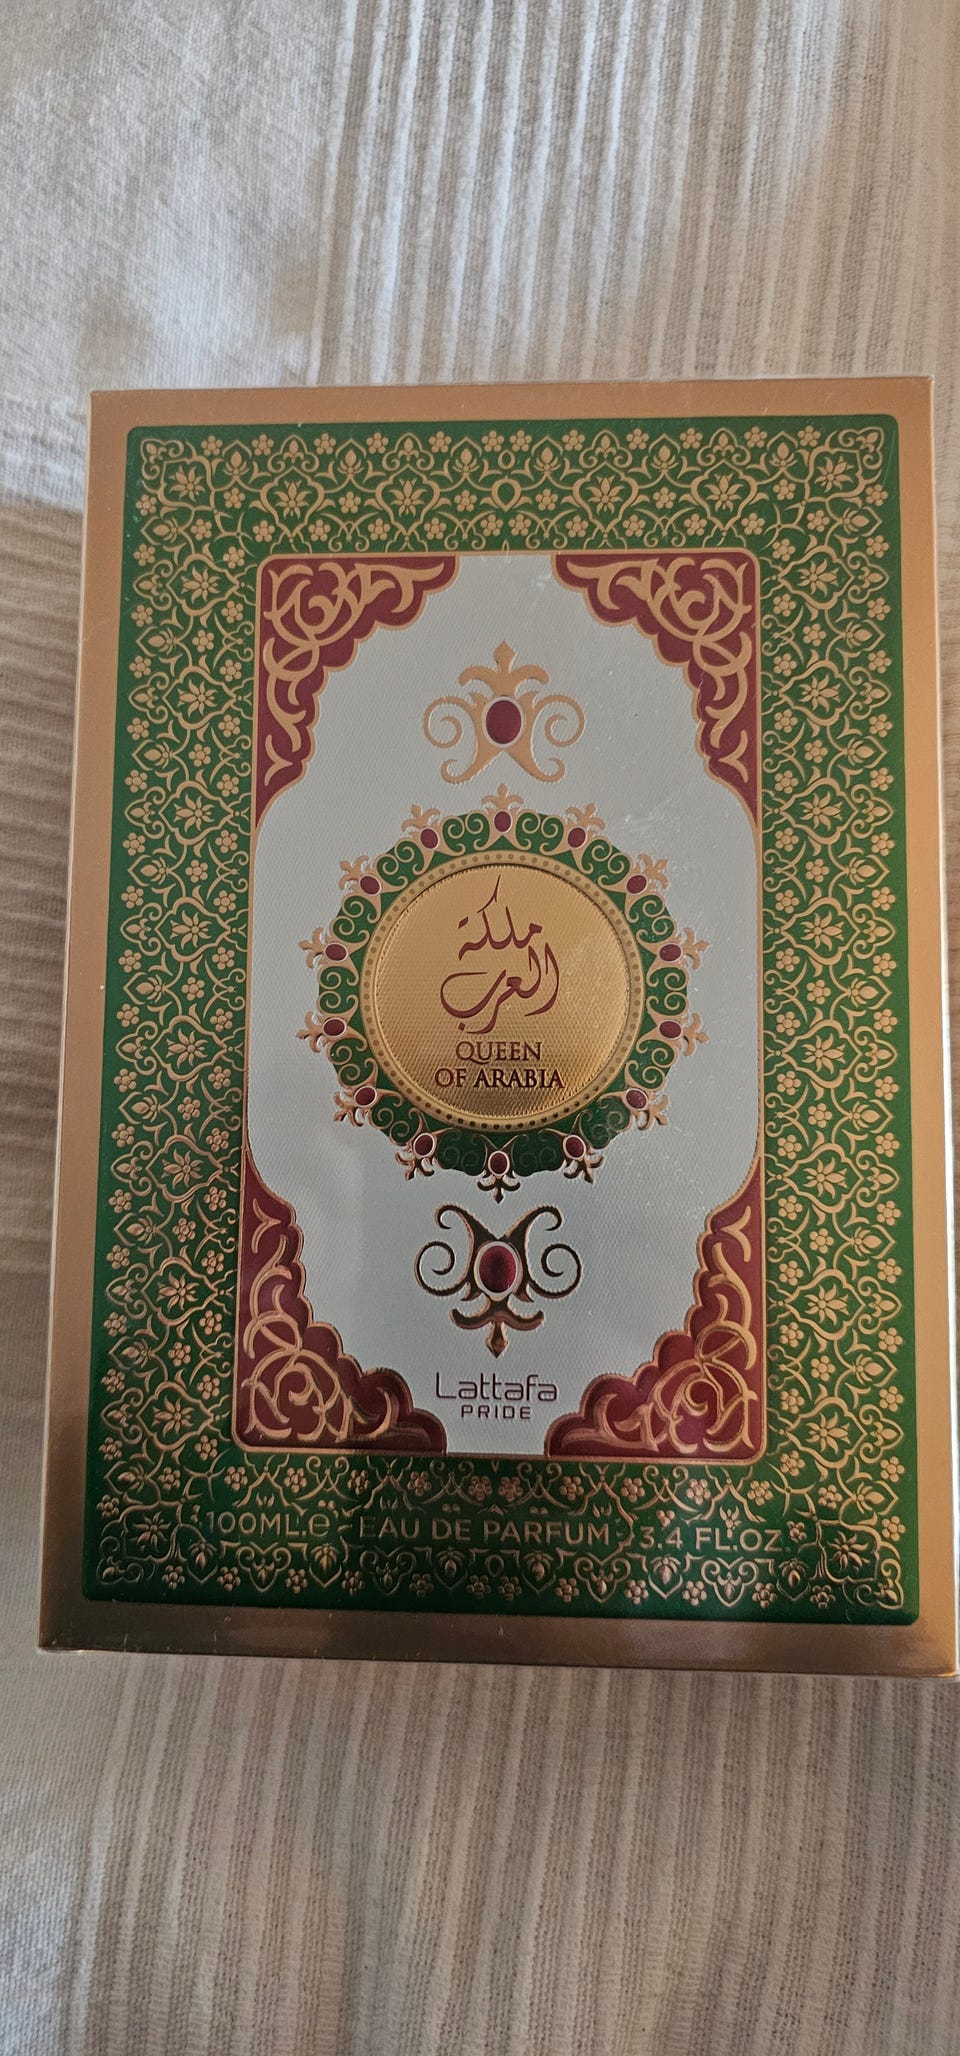 ملكة
العرب
QUEEN
OF ARABIA
Lattafa
PRIDE
100ML.e EAU DE PARFUM 3.4 FL.OZ.